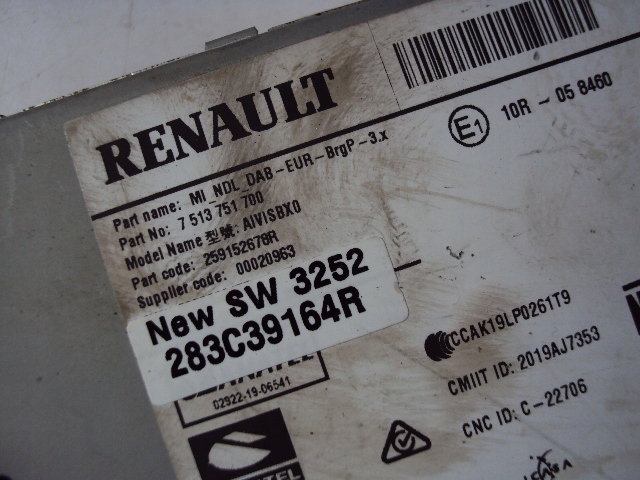 RENAULT
E1
10R - 05 8460
Part name: MI_NDL_DAB-EUR-BrgP-3.x
Part No: 7 513 751 700
Model Name 型號: AIVISBX0
Part code: 259152678R
Supplier code: 00020963
New SW 3252
283C39164R
02922-19-06541
CCAK19LP0261T9
CMIIT ID: 2019AJ7353
CNC ID: C-22706